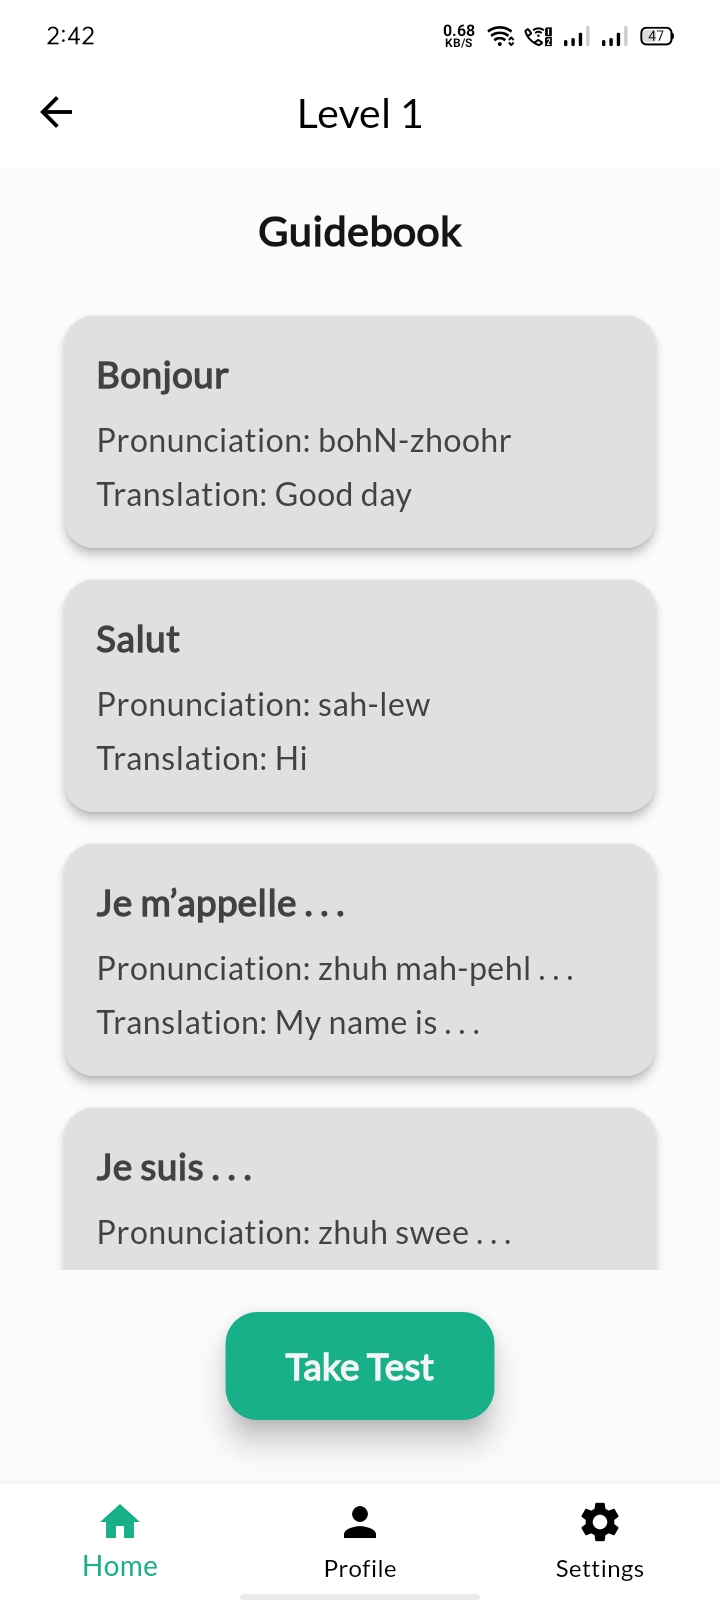 2:42
0.68
KB/S
47
Level 1
Guidebook
Bonjour
Pronunciation: bohN-zhoohr
Translation: Good day
Salut
Pronunciation: sah-lew
Translation: Hi
Je m’appelle . . .
Pronunciation: zhuh mah-pehl . . .
Translation: My name is . . .
Je suis . . .
Pronunciation: zhuh swee . . .
Take Test
Home
Profile
Settings